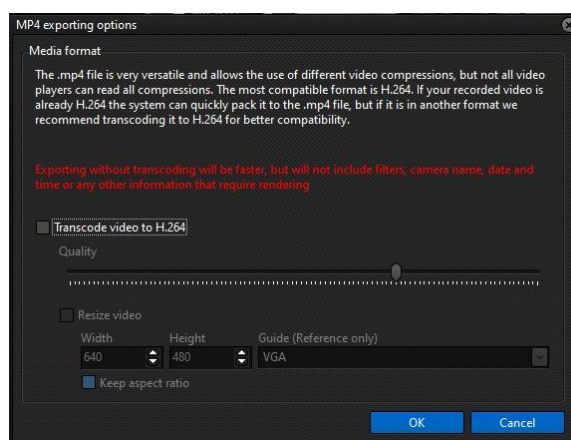 MP4 exporting options
Media format
The .mp4 file is very versatile and allows the use of different video compressions, but not all video
players can read all compressions. The most compatible format is H.264. If your recorded video is
already H.264 the system can quickly pack it to the .mp4 file, but if it is in another format we
recommend transcoding it to H.264 for better compatibility.
Exporting without transcoding will be faster, but will not include filters, camera name, date and
time or any other information that require rendering
Transcode video to H.264
Quality
Resize video
Width Height Guide (Reference only)
640 480 VGA
Keep aspect ratio
OK Cancel